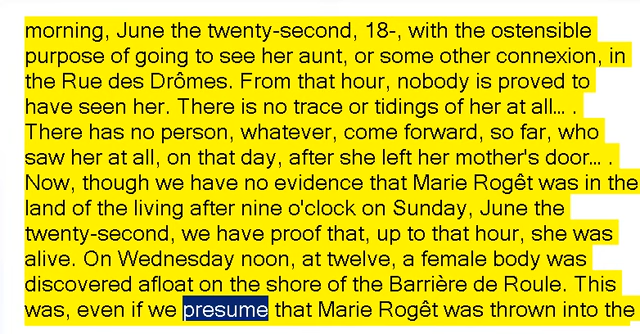 morning, June the twenty-second, 18-, with the ostensible
purpose of going to see her aunt, or some other connexion, in
the Rue des Drômes. From that hour, nobody is proved to
have seen her. There is no trace or tidings of her at all... .
There has no person, whatever, come forward, so far, who
saw her at all, on that day, after she left her mother's door... .
Now, though we have no evidence that Marie Rogêt was in the
land of the living after nine o'clock on Sunday, June the
twenty-second, we have proof that, up to that hour, she was
alive. On Wednesday noon, at twelve, a female body was
discovered afloat on the shore of the Barrière de Roule. This
was, even if we presume that Marie Rogêt was thrown into the